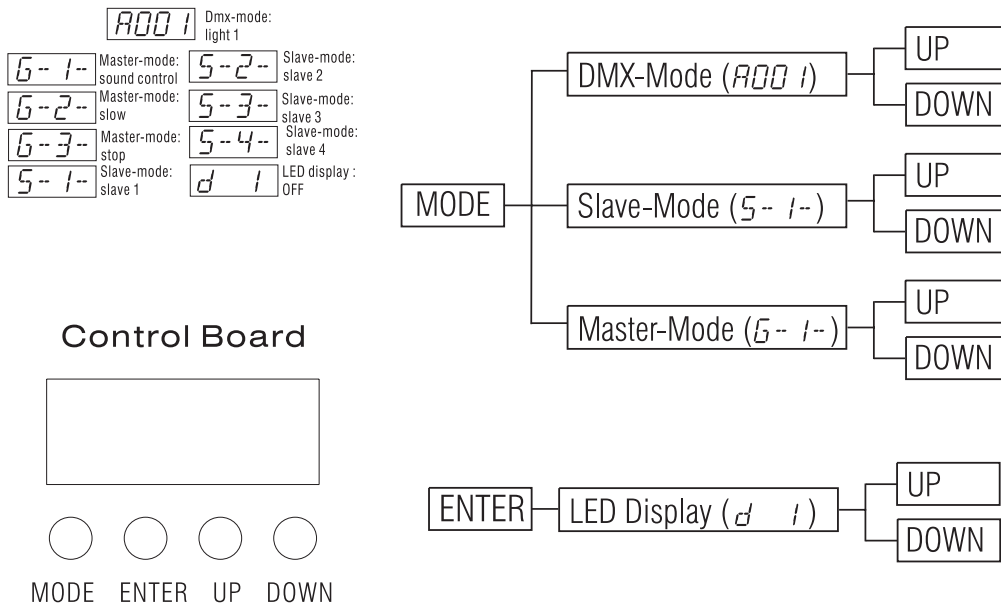 A001 Dmx-mode:
light 1
G--1-- Master-mode:
sound control
S--2-- Slave-mode:
slave 2
G--2-- Master-mode:
slow
S--3-- Slave-mode:
slave 3
G--3-- Master-mode:
stop
S--4-- Slave-mode:
slave 4
S--1-- Slave-mode:
slave 1
d 1 LED display :
OFF
Control Board
MODE ENTER UP DOWN
MODE
DMX-Mode (A001)
UP
DOWN
Slave-Mode (S--1--)
UP
DOWN
Master-Mode (G--1--)
UP
DOWN
ENTER
LED Display (d 1)
UP
DOWN